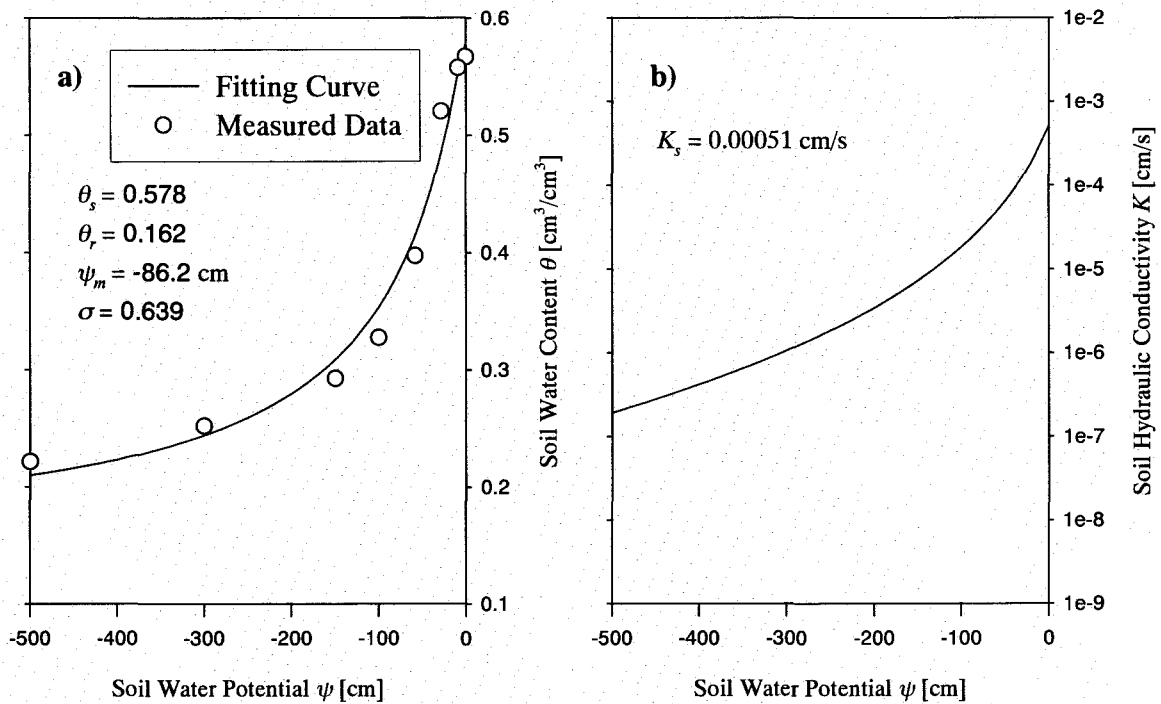 a)
Fitting Curve
Measured Data
θs = 0.578
θr = 0.162
ψm = -86.2 cm
σ = 0.639
0.6
0.5
0.4
0.3
0.2
0.1
Soil Water Content θ [cm³/cm³]
-500 -400 -300 -200 -100 0
Soil Water Potential ψ [cm]
b)
Ks = 0.00051 cm/s
1e-2
1e-3
1e-4
1e-5
1e-6
1e-7
1e-8
1e-9
Soil Hydraulic Conductivity K [cm/s]
-500 -400 -300 -200 -100 0
Soil Water Potential ψ [cm]